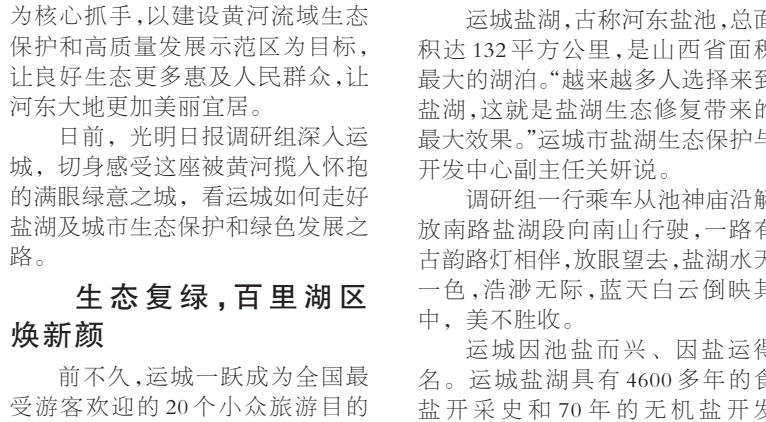 为核心抓手,以建设黄河流域生态
保护和高质量发展示范区为目标,
让良好生态更多惠及人民群众,让
河东大地更加美丽宜居。
日前，光明日报调研组深入运
城，切身感受这座被黄河揽入怀抱
的满眼绿意之城，看运城如何走好
盐湖及城市生态保护和绿色发展之
路。
生态复绿,百里湖区
焕新颜
前不久,运城一跃成为全国最
受游客欢迎的20个小众旅游目的
运城盐湖,古称河东盐池,总面
积达132平方公里,是山西省面积
最大的湖泊。“越来越多人选择来到
盐湖,这就是盐湖生态修复带来的
最大效果。”运城市盐湖生态保护与
开发中心副主任关妍说。
调研组一行乘车从池神庙沿解
放南路盐湖段向南山行驶,一路有
古韵路灯相伴,放眼望去,盐湖水天
一色,浩渺无际,蓝天白云倒映其
中，美不胜收。
运城因池盐而兴、因盐运得
名。运城盐湖具有4600多年的食
盐开采史和70年的无机盐开发